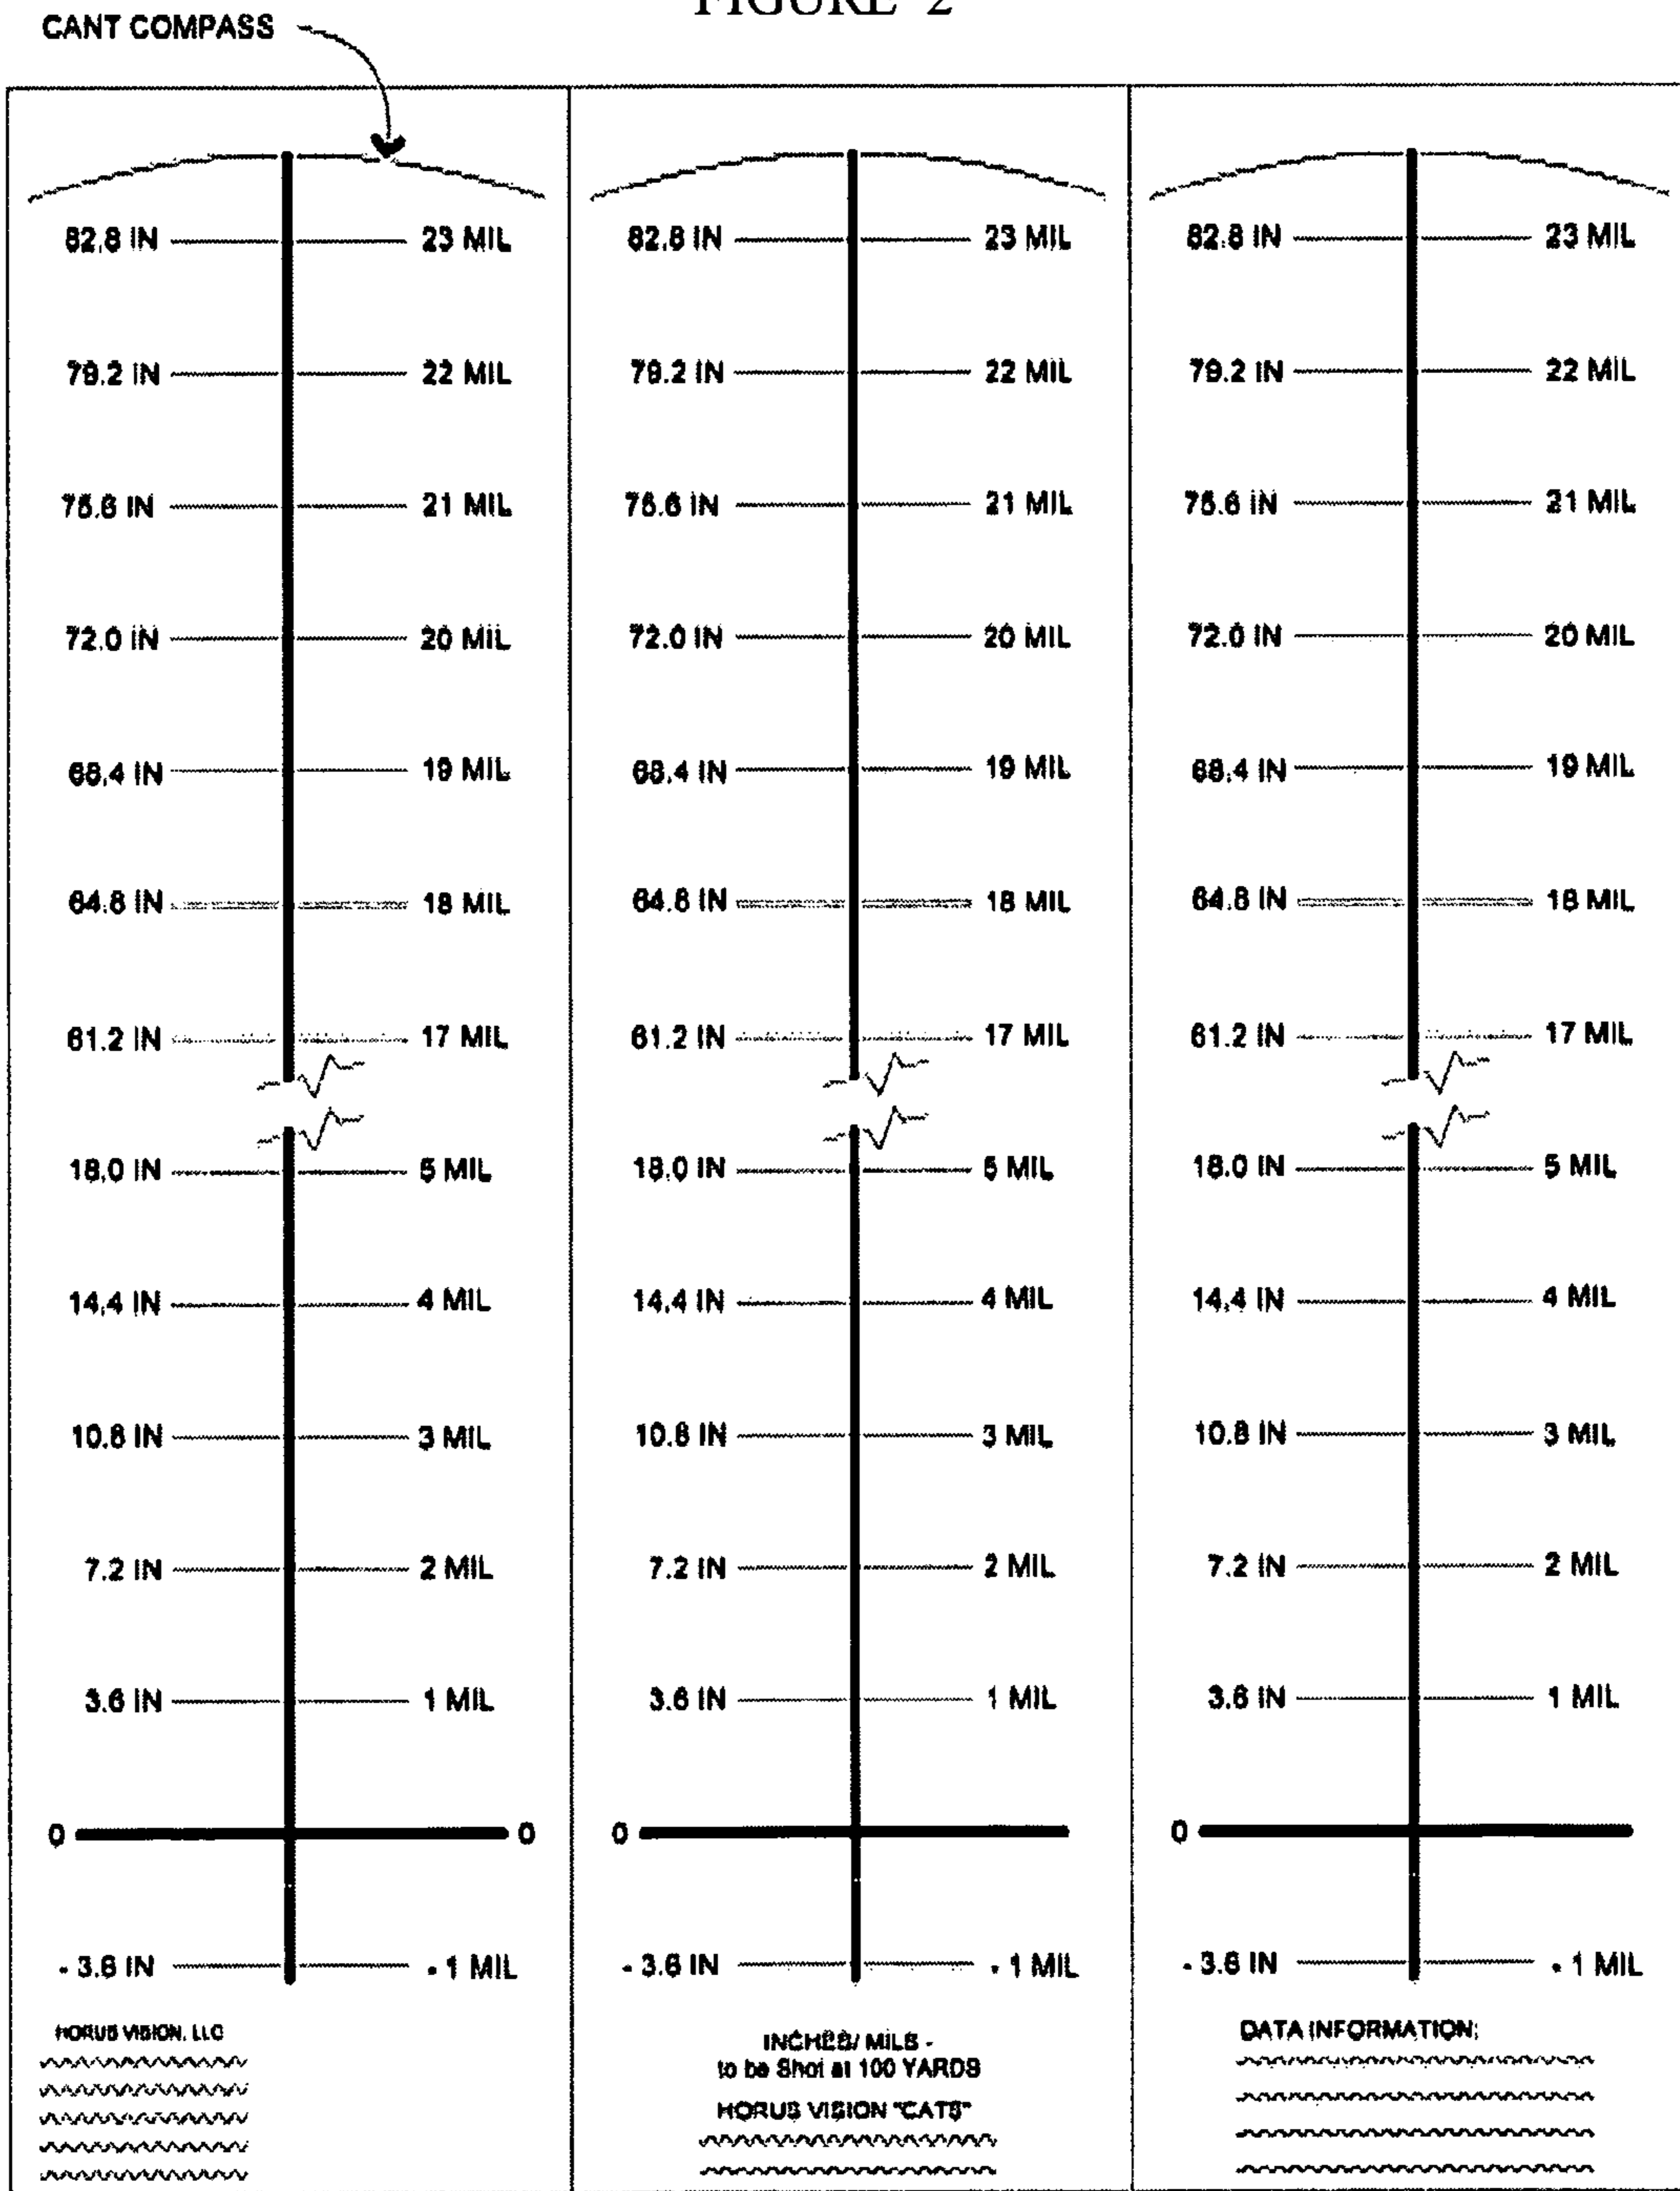 FIGURE 2
CANT COMPASS
82.8 IN 23 MIL 82.8 IN 23 MIL 82.8 IN 23 MIL
79.2 IN 22 MIL 79.2 IN 22 MIL 79.2 IN 22 MIL
75.6 IN 21 MIL 75.6 IN 21 MIL 75.6 IN 21 MIL
72.0 IN 20 MIL 72.0 IN 20 MIL 72.0 IN 20 MIL
68.4 IN 19 MIL 68.4 IN 19 MIL 68.4 IN 19 MIL
64.8 IN 18 MIL 64.8 IN 18 MIL 64.8 IN 18 MIL
61.2 IN 17 MIL 61.2 IN 17 MIL 61.2 IN 17 MIL
18.0 IN 5 MIL 18.0 IN 5 MIL 18.0 IN 5 MIL
14.4 IN 4 MIL 14.4 IN 4 MIL 14.4 IN 4 MIL
10.8 IN 3 MIL 10.8 IN 3 MIL 10.8 IN 3 MIL
7.2 IN 2 MIL 7.2 IN 2 MIL 7.2 IN 2 MIL
3.6 IN 1 MIL 3.6 IN 1 MIL 3.6 IN 1 MIL
0 0 0 0
- 3.6 IN - 1 MIL - 3.6 IN - 1 MIL - 3.6 IN - 1 MIL
HORUS VISION, LLC
INCHES/ MILS -
to be Shot at 100 YARDS
HORUS VISION "CATS"
DATA INFORMATION: